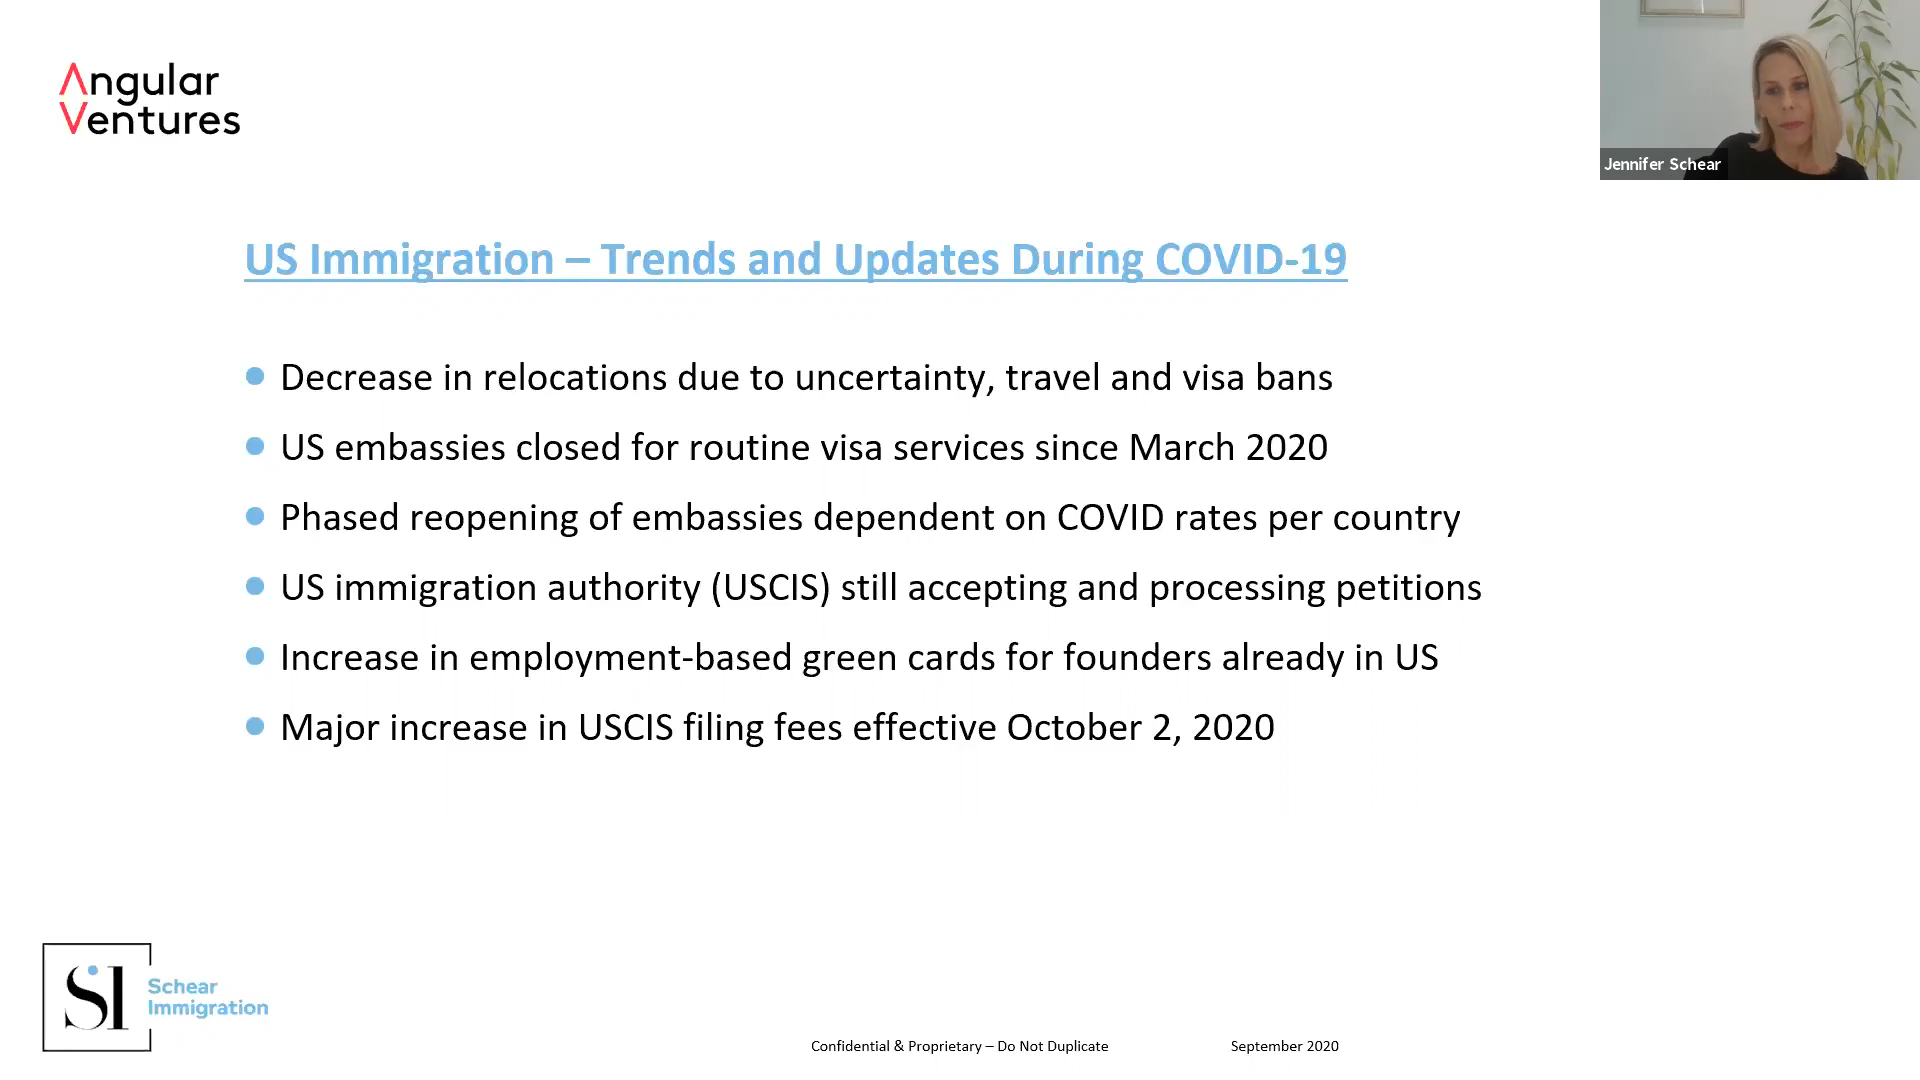 Angular
Ventures
Jennifer Schear
US Immigration – Trends and Updates During COVID-19
Decrease in relocations due to uncertainty, travel and visa bans
US embassies closed for routine visa services since March 2020
Phased reopening of embassies dependent on COVID rates per country
US immigration authority (USCIS) still accepting and processing petitions
Increase in employment-based green cards for founders already in US
Major increase in USCIS filing fees effective October 2, 2020
SI
Schear
Immigration
Confidential & Proprietary – Do Not Duplicate
September 2020